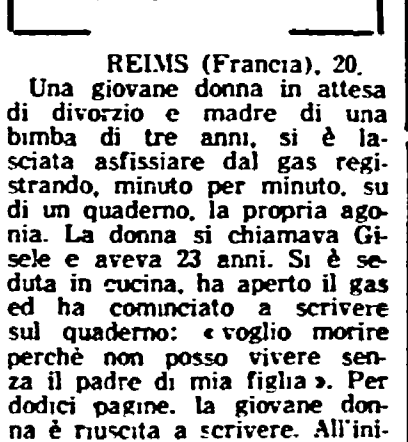 REIMS (Francia), 20.
Una giovane donna in attesa
di divorzio e madre di una
bimba di tre anni, si è la-
sciata asfissiare dal gas regi-
strando, minuto per minuto, su
di un quaderno, la propria ago-
nia. La donna si chiamava Gi-
sele e aveva 23 anni. Si è se-
duta in cucina, ha aperto il gas
ed ha cominciato a scrivere
sul quaderno: « voglio morire
perchè non posso vivere sen-
za il padre di mia figlia ». Per
dodici pagine, la giovane don-
na è riuscita a scrivere. All'ini-